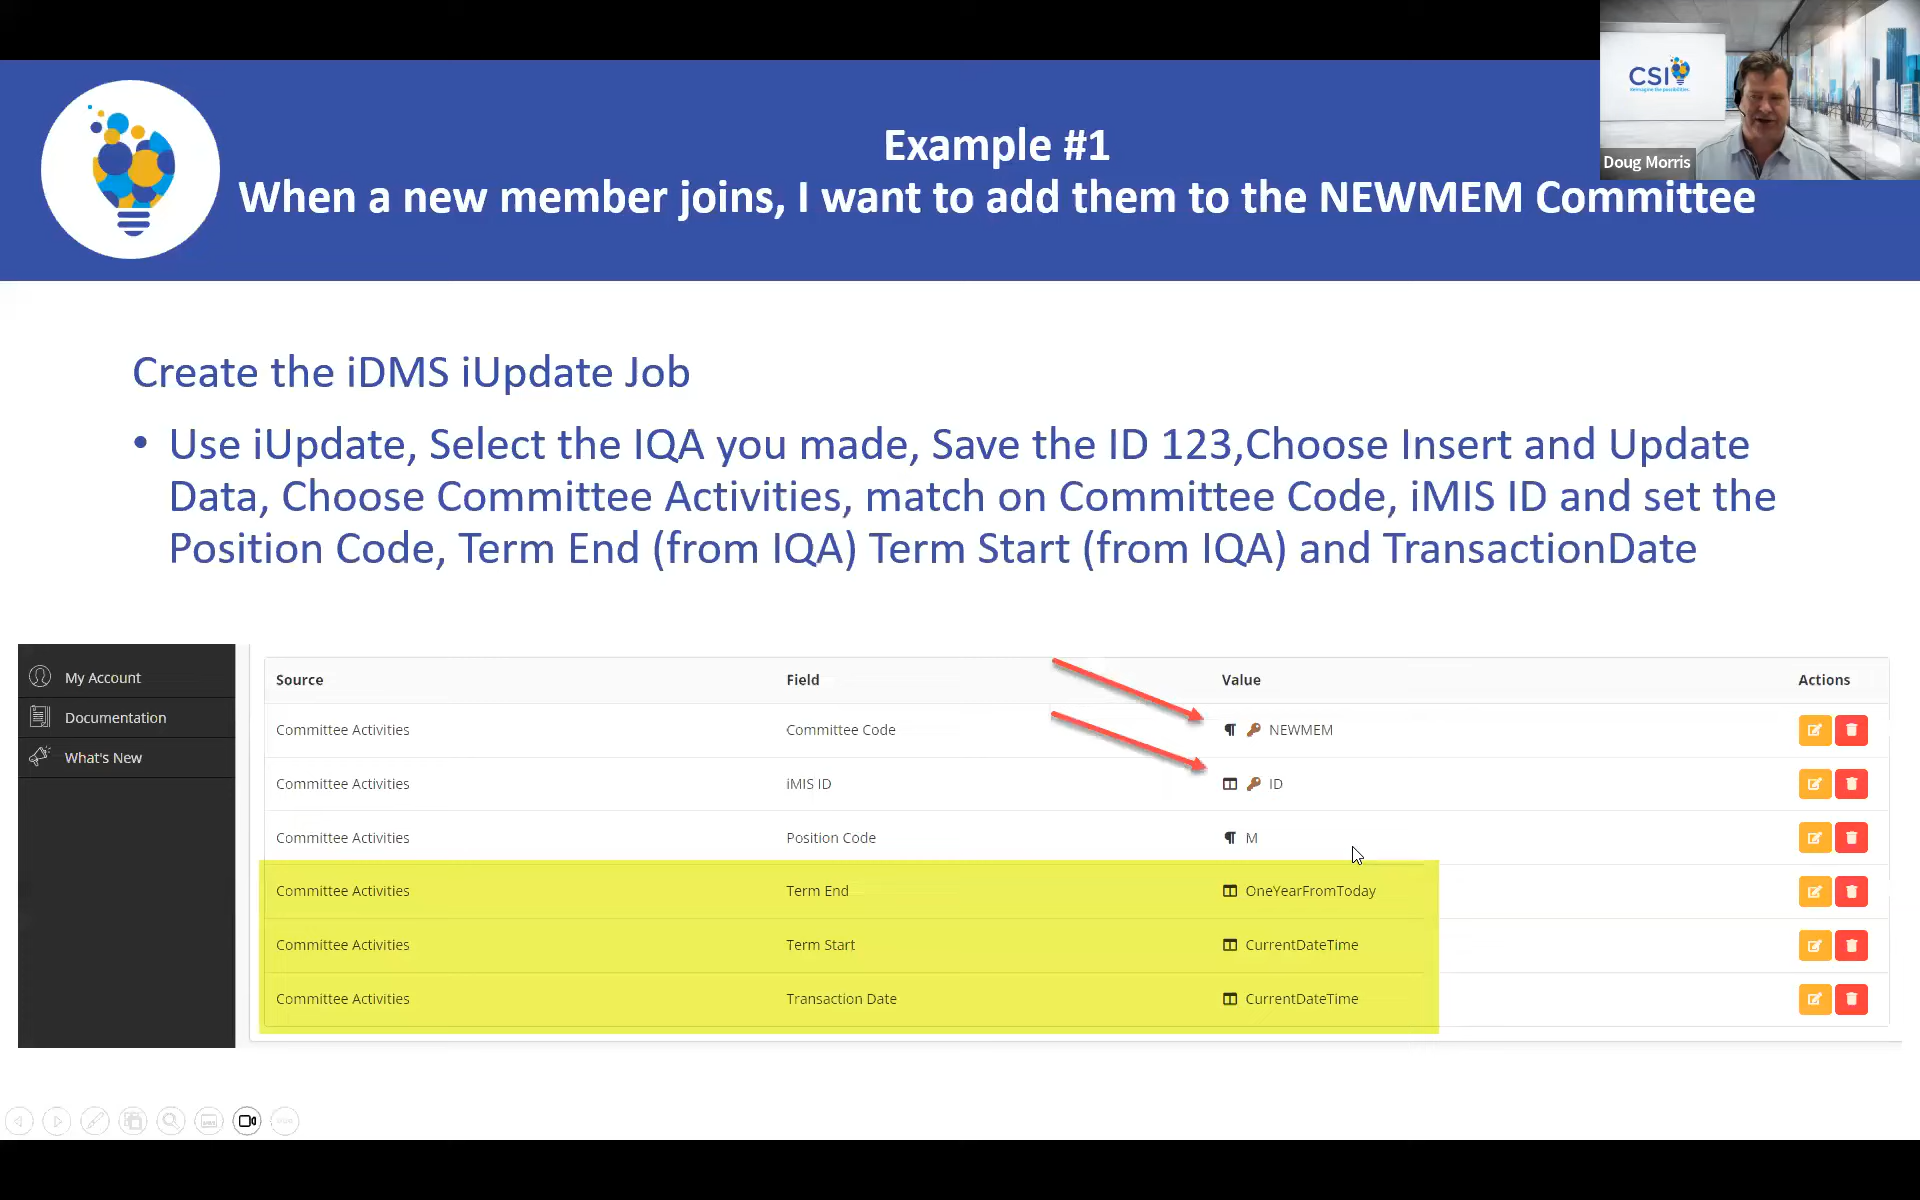 CSI
Doug Morris
Example #1
When a new member joins, I want to add them to the NEWMEM Committee
Create the iDMS iUpdate Job
• Use iUpdate, Select the IQA you made, Save the ID 123,Choose Insert and Update
Data, Choose Committee Activities, match on Committee Code, iMIS ID and set the
Position Code, Term End (from IQA) Term Start (from IQA) and TransactionDate
My Account
Documentation
What's New
Source Field Value Actions
Committee Activities Committee Code ¶ NEWMEM
Committee Activities iMIS ID ID
Committee Activities Position Code ¶ M
Committee Activities Term End OneYearFromToday
Committee Activities Term Start CurrentDateTime
Committee Activities Transaction Date CurrentDateTime